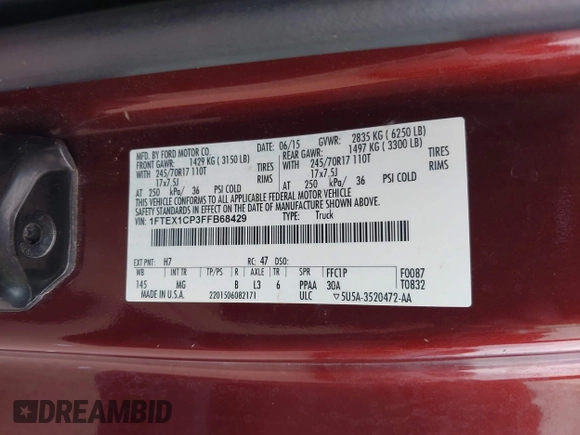 MFD. BY FORD MOTOR CO.
DATE: 06/15 GVWR: 2835 KG ( 6250 LB)
FRONT GAWR: 1429 KG ( 3150 LB)
REAR GAWR: 1497 KG ( 3300 LB)
WITH 245/70R17 110T TIRES
WITH 245/70R17 110T TIRES
17x7.5J RIMS
17x7.5J RIMS
AT 250 kPa/ 36 PSI COLD
AT 250 kPa/ 36 PSI COLD
THIS VEHICLE CONFORMS TO ALL APPLICABLE FEDERAL MOTOR VEHICLE
SAFETY, BUMPER, AND THEFT PREVENTION STANDARDS IN EFFECT ON THE DATE OF
MANUFACTURE SHOWN ABOVE.
VIN: 1FTEX1CP3FFB68429 TYPE: Truck
EXT PNT: H7 RC: 47 DSO:
WB INT TR TP/PS R AXLE TR SPR FFC1P F0087
145 MG B L3 6 PPAA 30A T0832
MADE IN U.S.A. 2201506082171 ULC ▽5U5A-3520472-AA
DREAMBID